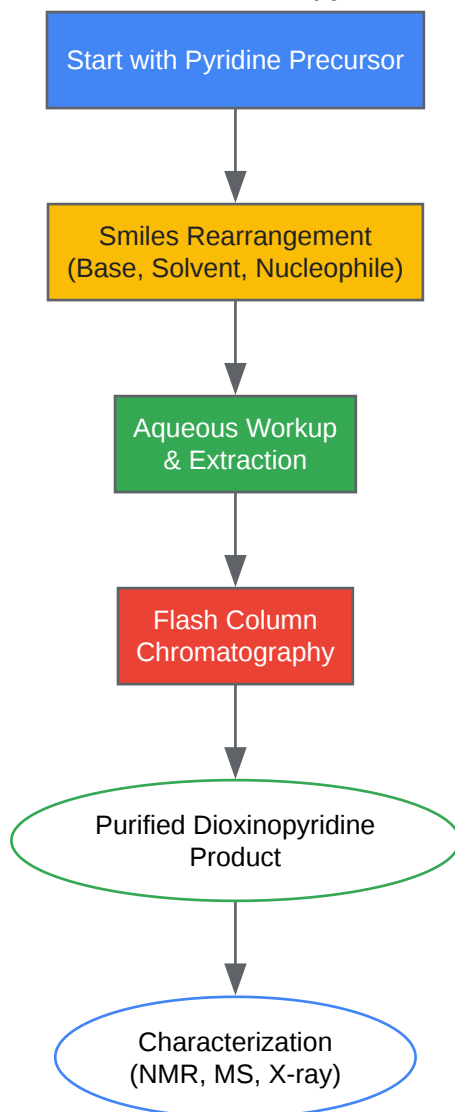 Start with Pyridine Precursor
Smiles Rearrangement
(Base, Solvent, Nucleophile)
Aqueous Workup
& Extraction
Flash Column
Chromatography
Purified Dioxinopyridine
Product
Characterization
(NMR, MS, X-ray)